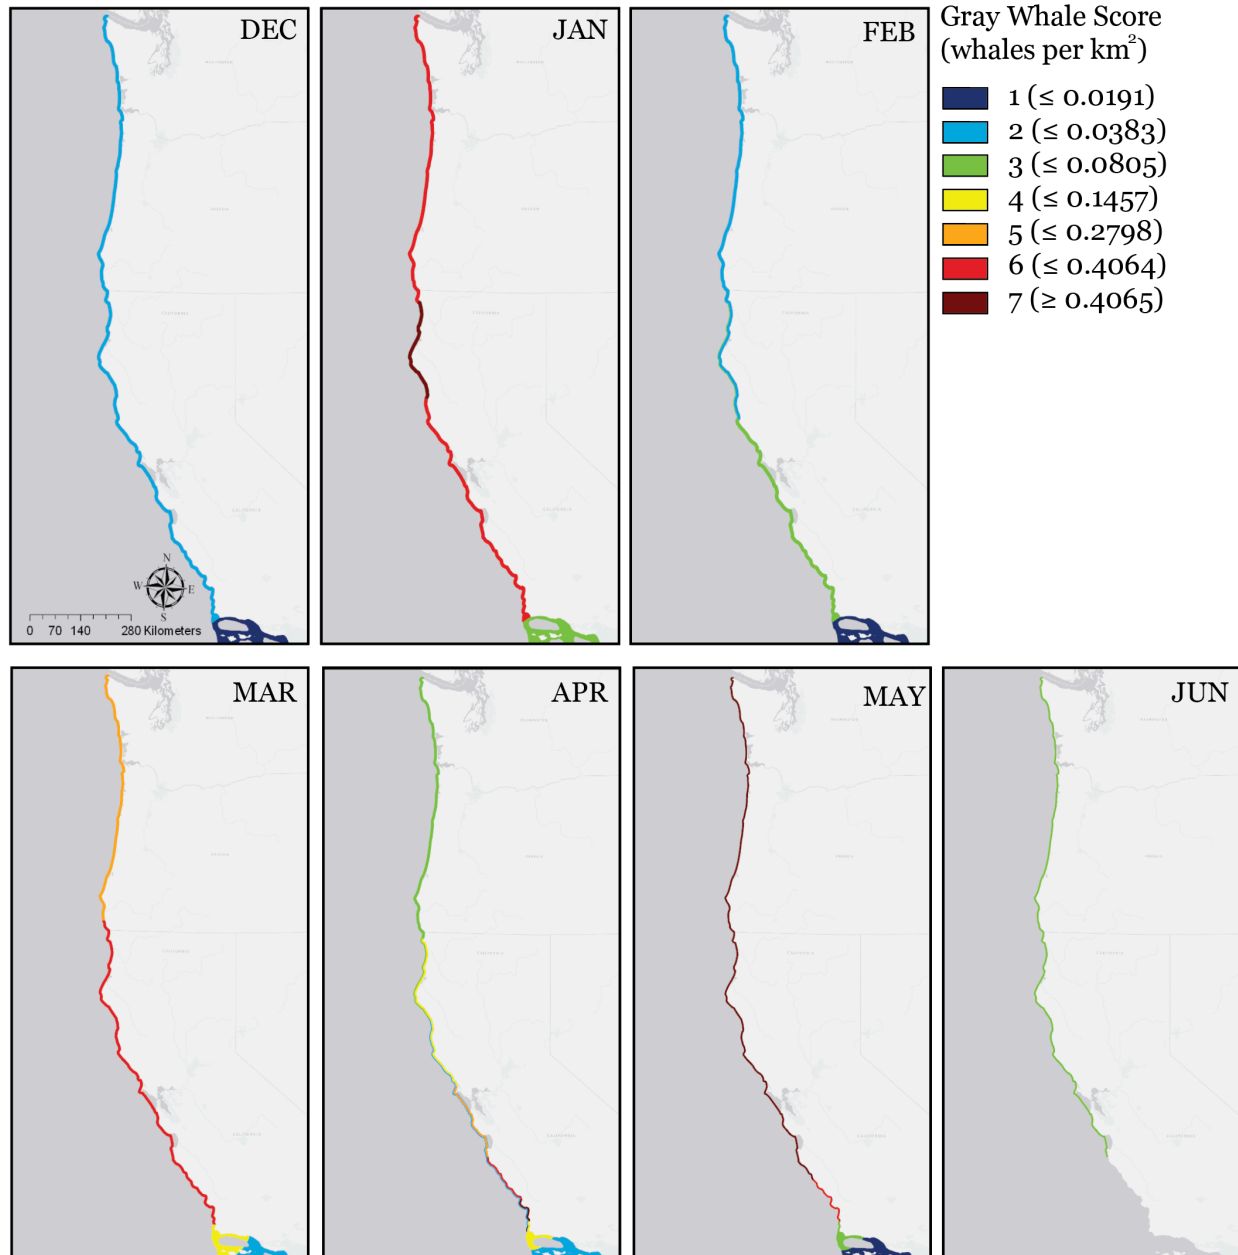 DEC
JAN
FEB
Gray Whale Score
(whales per km²)
1 (≤ 0.0191)
2 (≤ 0.0383)
3 (≤ 0.0805)
4 (≤ 0.1457)
5 (≤ 0.2798)
6 (≤ 0.4064)
7 (≥ 0.4065)
N
W
E
S
0 70 140 280 Kilometers
MAR
APR
MAY
JUN